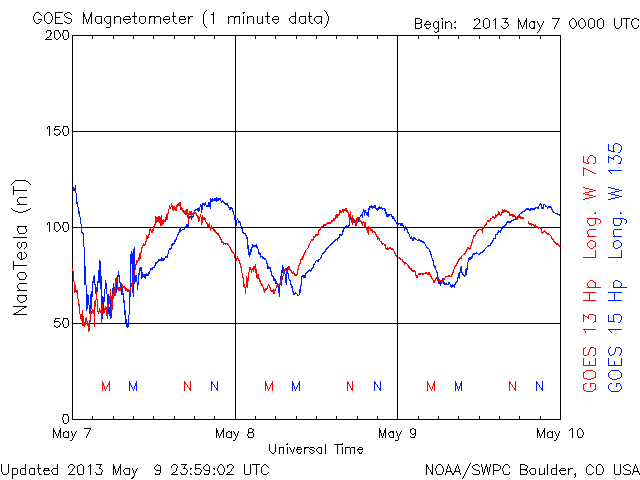 GOES Magnetometer (1 minute data)
Begin: 2013 May 7 0000 UTC
200
150
100
50
0
NanoTesla (nT)
M M N N M M N N M M N N
May 7 May 8 May 9 May 10
Universal Time
GOES 13 Hp Long. W 75
GOES 15 Hp Long. W 135
Updated 2013 May 9 23:59:02 UTC
NOAA/SWPC Boulder, CO USA